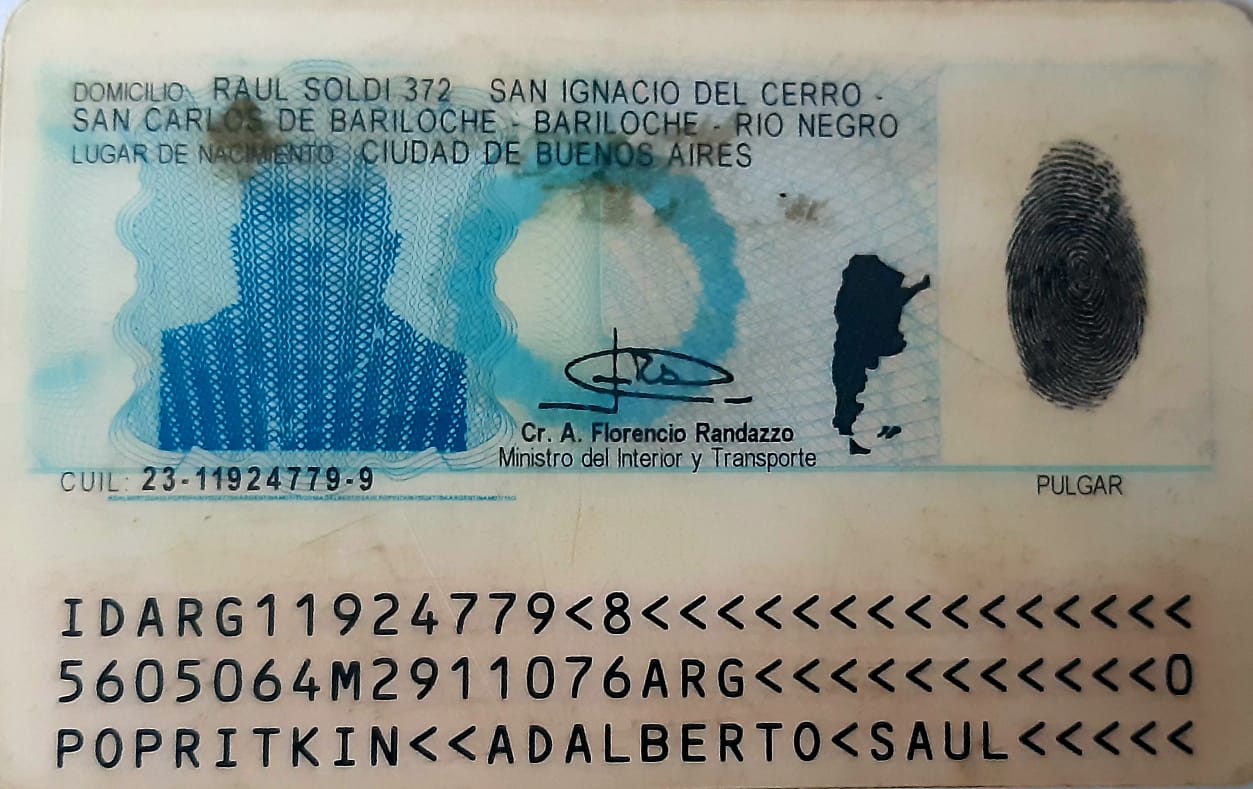 DOMICILIO: RAUL SOLDI 372 SAN IGNACIO DEL CERRO -
SAN CARLOS DE BARILOCHE - BARILOCHE - RIO NEGRO
LUGAR DE NACIMIENTO: CIUDAD DE BUENOS AIRES
Cr. A. Florencio Randazzo
Ministro del Interior y Transporte
CUIL: 23-11924779-9
PULGAR
IDARG11924779<8<<<<<<<<<<<<<<<
5605064M2911076ARG<<<<<<<<<<<0
POPRITKIN<<ADALBERTO<SAUL<<<<<